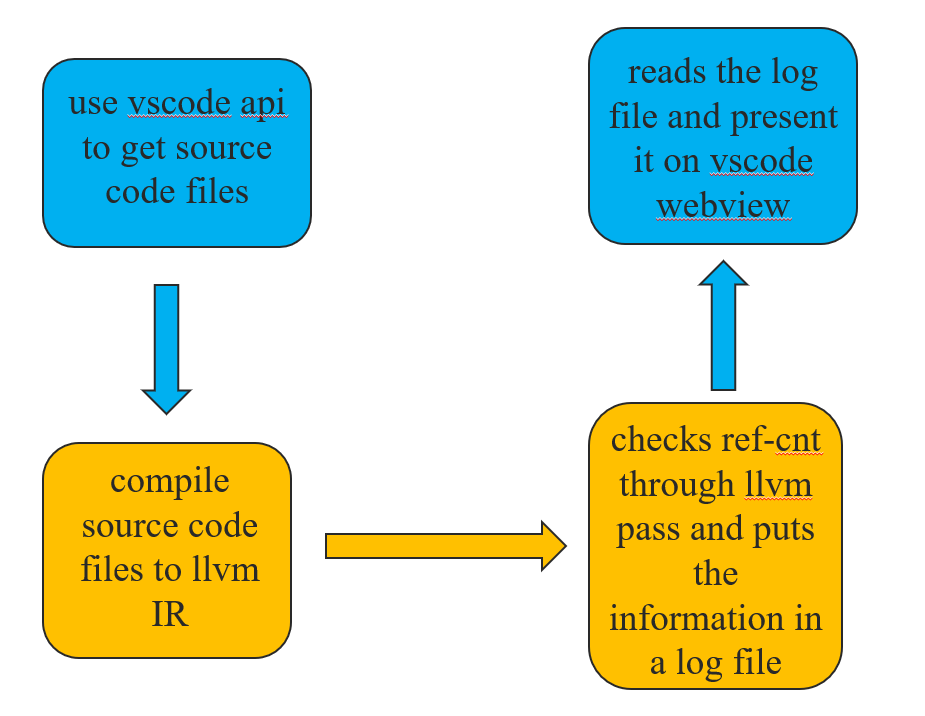 use vscode api
to get source
code files
compile
source code
files to llvm
IR
checks ref-cnt
through llvm
pass and puts
the
information in
a log file
reads the log
file and present
it on vscode
webview